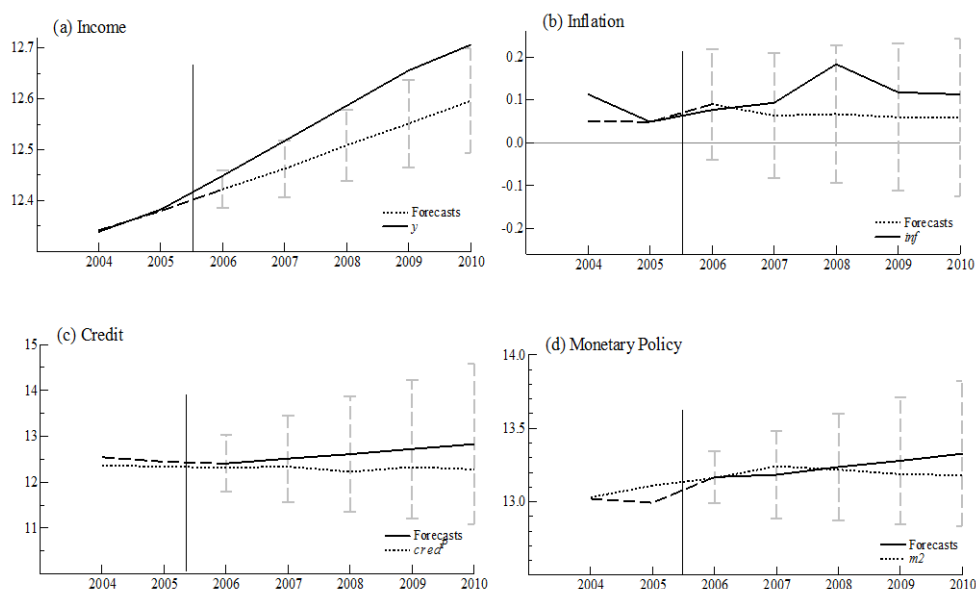 (a) Income
12.7
12.6
12.5
12.4
Forecasts
y
2004 2005 2006 2007 2008 2009 2010
(b) Inflation
0.2
0.1
0.0
-0.1
-0.2
Forecasts
inf
2004 2005 2006 2007 2008 2009 2010
(c) Credit
15
14
13
12
11
Forecasts
credᵖ
2004 2005 2006 2007 2008 2009 2010
(d) Monetary Policy
14.0
13.5
13.0
Forecasts
m2
2004 2005 2006 2007 2008 2009 2010